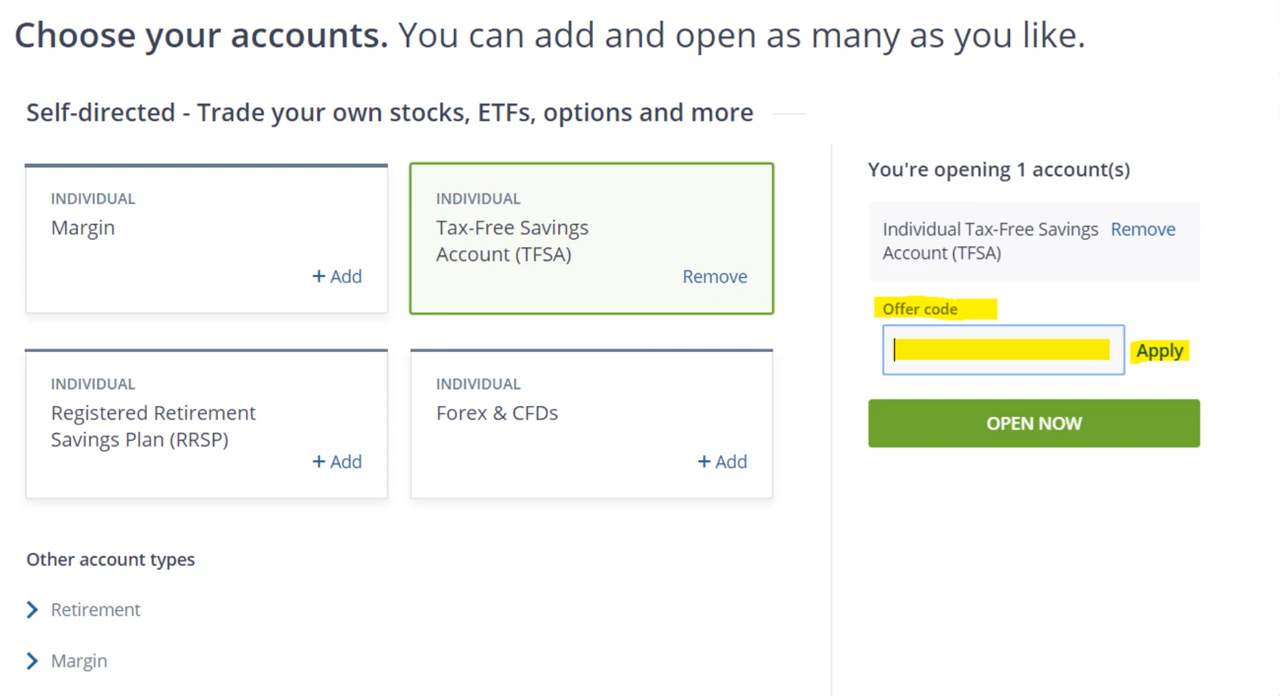 Choose your accounts. You can add and open as many as you like.
Self-directed - Trade your own stocks, ETFs, options and more
INDIVIDUAL
Margin
+ Add
INDIVIDUAL
Tax-Free Savings
Account (TFSA)
Remove
INDIVIDUAL
Registered Retirement
Savings Plan (RRSP)
+ Add
INDIVIDUAL
Forex & CFDs
+ Add
Other account types
Retirement
Margin
You're opening 1 account(s)
Individual Tax-Free Savings Remove
Account (TFSA)
Offer code
Apply
OPEN NOW